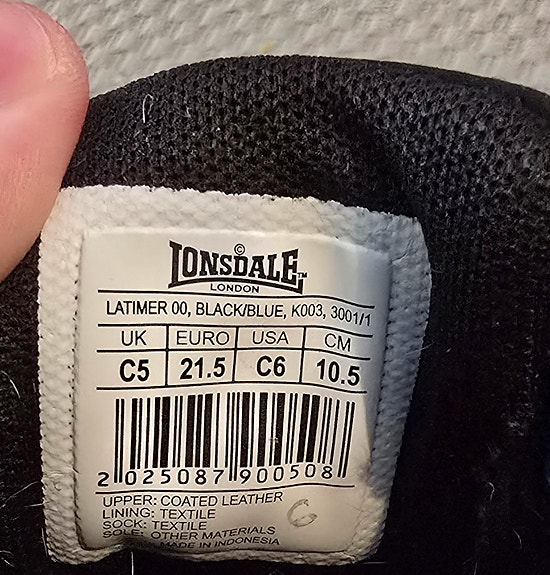 ©
LONSDALE™
LONDON
LATIMER 00, BLACK/BLUE, K003, 3001/1
UK EURO USA CM
C5 21.5 C6 10.5
2 025087 900508
UPPER: COATED LEATHER
LINING: TEXTILE
SOCK: TEXTILE
SOLE: OTHER MATERIALS
MADE IN INDONESIA